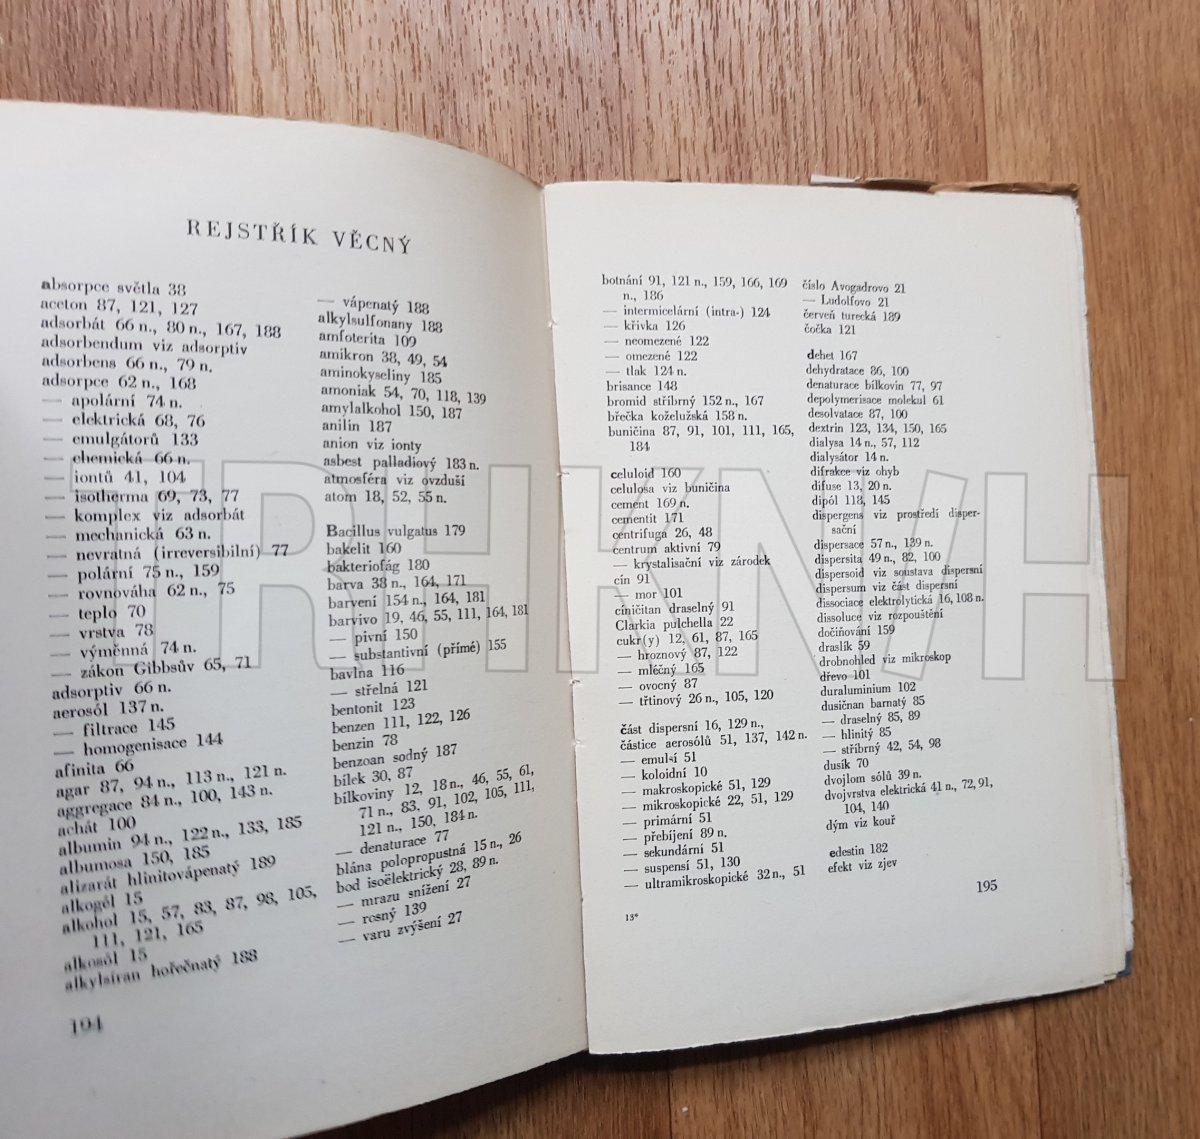 REJSTŘÍK VĚCNÝ
absorpce světla 38
aceton 87, 121, 127
adsorbát 66 n., 80 n., 167, 188
adsorbendum viz adsorptiv
adsorbens 66 n., 79 n.
adsorpce 62 n., 168
— apolární 74 n.
— elektrická 68, 76
— emulgátorů 133
— chemická 66 n.
— iontů 41, 104
— isotherma 69, 73, 77
— komplex viz adsorbát
— mechanická 63 n.
— nevratná (irreversibilní) 77
— polární 75 n., 159
— rovnováha 62 n., 75
— teplo 70
— vrstva 78
— výměnná 74 n.
— zákon Gibbsův 65, 71
adsorptiv 66 n.
aerosól 137 n.
— filtrace 145
— homogenisace 144
afinita 66
agar 87, 94 n., 113 n., 121 n.
aggregace 84 n., 100, 143 n.
achát 100
albumin 94 n., 122 n., 133, 185
albumosa 150, 185
alizarát hlinitovápenatý 189
alkogél 15
alkohol 15, 57, 83, 87, 98, 105,
111, 121, 165
alkosól 15
alkylsíran hořečnatý 188
194
— vápenatý 188
alkylsulfonany 188
amfoterita 109
amikron 38, 49, 54
aminokyseliny 185
amoniak 54, 70, 118, 139
amylalkohol 150, 187
anilin 187
anion viz ionty
asbest palladiový 183 n.
atmosféra viz ovzduší
atom 18, 52, 55 n.
Bacillus vulgatus 179
bakelit 160
bakteriofág 180
barva 38 n., 164, 171
barvení 154 n., 164, 181
barvivo 19, 46, 55, 111, 164, 181
— pivní 150
— substantivní (přímé) 155
bavlna 116
— střelná 121
bentonit 123
benzen 111, 122, 126
benzin 78
benzoan sodný 187
bílek 30, 87
bílkoviny 12, 18 n., 46, 55, 61,
71 n., 83, 91, 102, 105, 111,
121 n., 150, 184 n.
— denaturace 77
blána polopropustná 15 n., 26
bod isoëlektrický 28, 89 n.
— mrazu snížení 27
— rosný 139
— varu zvýšení 27
botnání 91, 121 n., 159, 166, 169
n., 186
— intermicelární (intra-) 124
— křivka 126
— neomezené 122
— omezené 122
— tlak 124 n.
brisance 148
bromid stříbrný 152 n., 167
břečka koželužská 158 n.
buničina 87, 91, 101, 111, 165,
184
celuloid 160
celulosa viz buničina
cement 169 n.
cementit 171
centrifuga 26, 48
centrum aktivní 79
— krystalisační viz zárodek
cín 91
— mor 101
cíničitan draselný 91
Clarkia pulchella 22
cukr(y) 12, 61, 87, 165
— hroznový 87, 122
— mléčný 165
— ovocný 87
— třtinový 26 n., 105, 120
část dispersní 16, 129 n.,
částice aerosólů 51, 137, 142 n.
— emulsí 51
— koloidní 10
— makroskopické 51, 129
— mikroskopické 22, 51, 129
— primární 51
— přebíjení 89 n.
— sekundární 51
— suspensí 51, 130
— ultramikroskopické 32 n., 51
13*
číslo Avogadrovo 21
— Ludolfovo 21
červeň turecká 189
čočka 121
dehet 167
dehydratace 86, 100
denaturace bílkovin 77, 97
depolymerisace molekul 61
desolvatace 87, 100
dextrin 123, 134, 150, 165
dialysa 14 n., 57, 112
dialysátor 14 n.
difrakce viz ohyb
difuse 13, 20 n.
dipól 118, 145
dispergens viz prostředí disper-
sační
dispersace 57 n., 139 n.
dispersita 49 n., 82, 100
dispersoid viz soustava dispersní
dispersum viz část dispersní
dissociace elektrolytická 16, 108 n.
dissoluce viz rozpouštění
dočiňování 159
draslík 59
drobnohled viz mikroskop
dřevo 101
duraluminium 102
dusičnan barnatý 85
— draselný 85, 89
— hlinitý 85
— stříbrný 42, 54, 98
dusík 70
dvojlom sólů 39 n.
dvojvrstva elektrická 41 n., 72, 91,
104, 140
dým viz kouř
edestin 182
efekt viz zjev
195
TRHKNIH